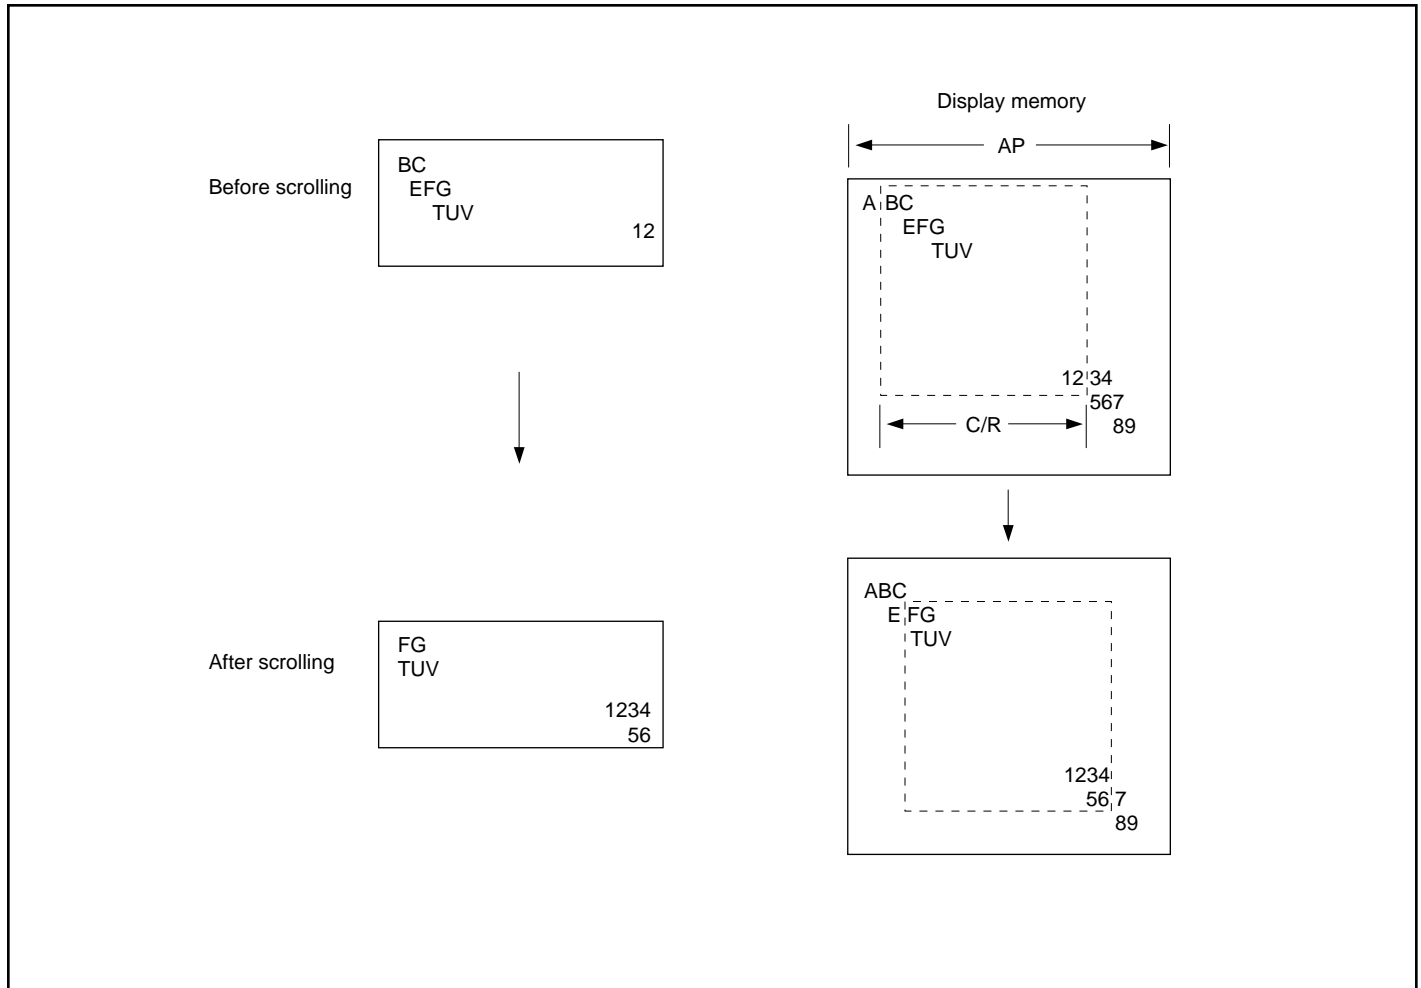 Display memory
AP
Before scrolling
BC
EFG
TUV
12
A BC
EFG
TUV
12 34
567
89
C/R
After scrolling
FG
TUV
1234
56
ABC
E FG
TUV
1234
56 7
89